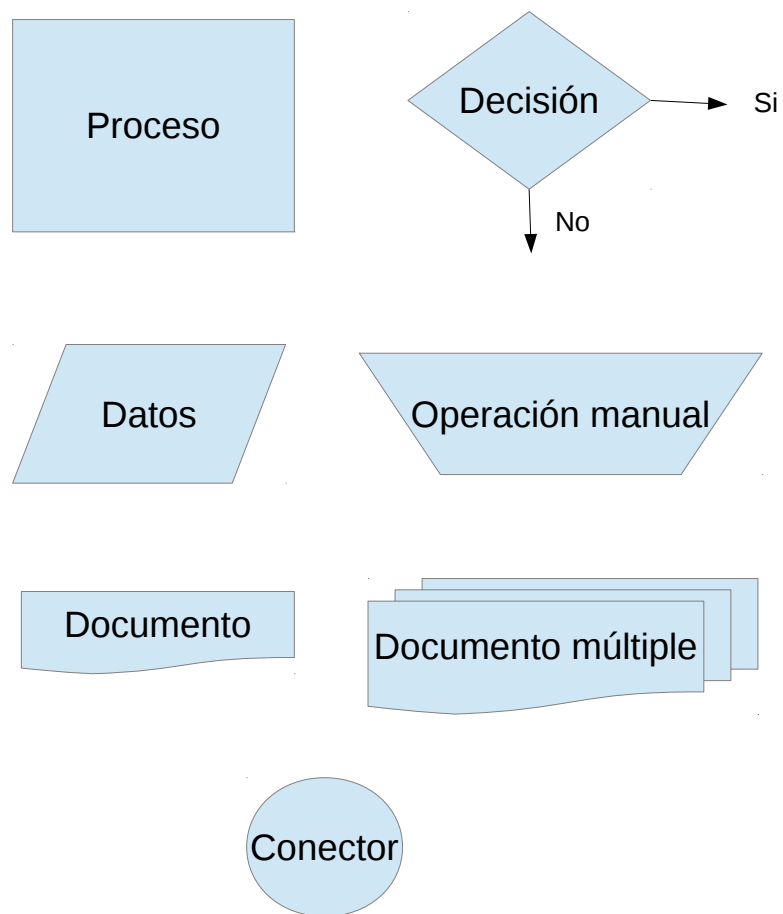 Proceso
Decisión
Si
No
Datos
Operación manual
Documento
Documento múltiple
Conector